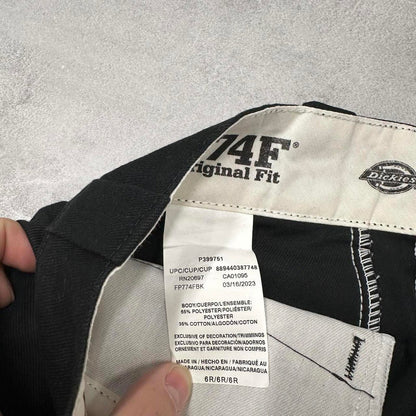 74F®
Original Fit
Dickies
P399751
UPC/CUP/CUP 889440387748
RN20697 CA01095
FP774FBK 03/16/2023
BODY/CUERPO/L'ENSEMBLE:
65% POLYESTER/POLIÉSTER/
POLYESTER
35% COTTON/ALGODÓN/COTON
EXCLUSIVE OF DECORATION/TRIMMINGS
EXCLUSIVO PARA DECORACIÓN/ADORNOS
ORNEMENT ET GARNITURE NON COMPRIS
MADE IN / HECHO EN / FABRIQUÉ AU
NICARAGUA/NICARAGUA/NICARAGUA
6R/6R/6R